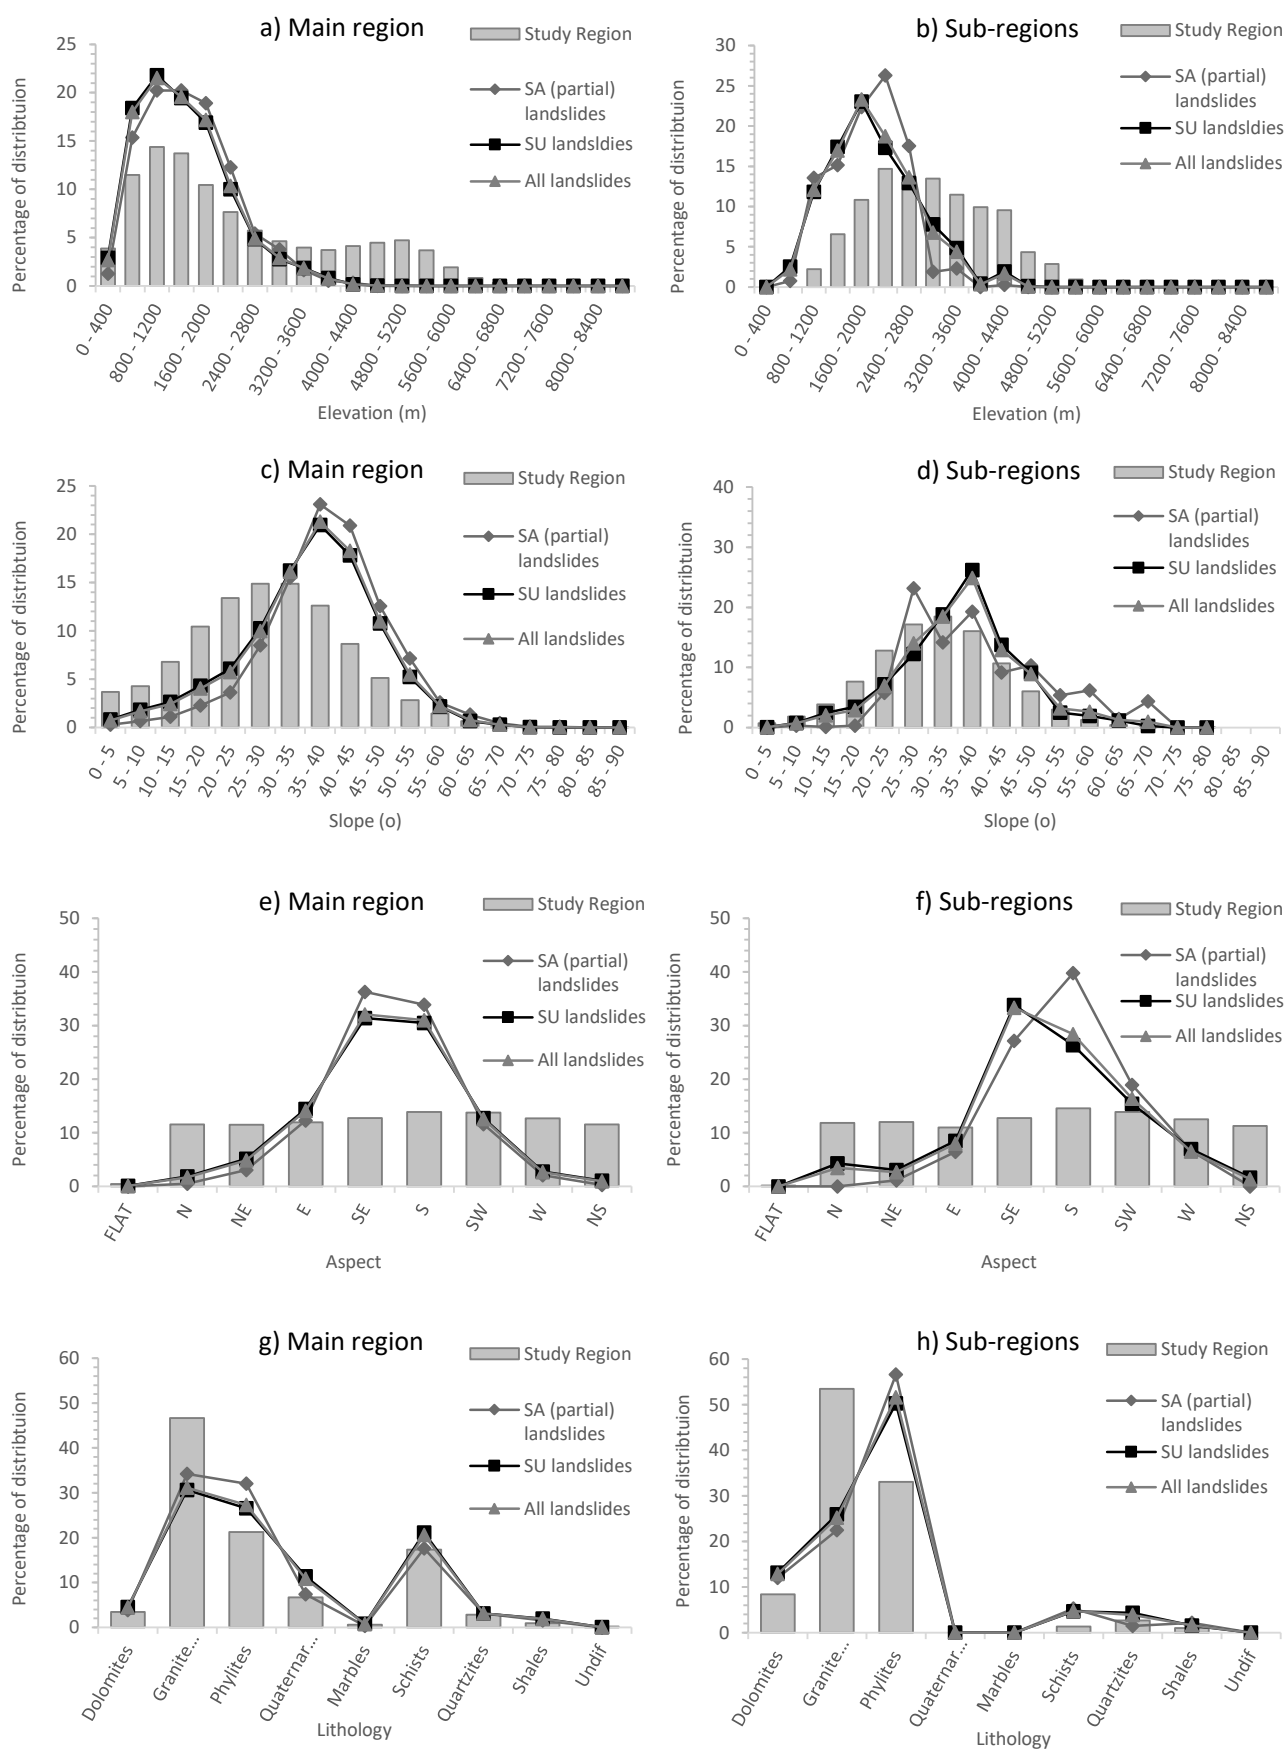 a) Main region
Study Region
SA (partial)
landslides
SU landsldies
All landslides
Percentage of distribtuion
25
20
15
10
5
0
0 - 400
800 - 1200
1600 - 2000
2400 - 2800
3200 - 3600
4000 - 4400
4800 - 5200
5600 - 6000
6400 - 6800
7200 - 7600
8000 - 8400
Elevation (m)
b) Sub-regions
Study Region
SA (partial)
landslides
SU landsldies
All landslides
Percentage of distribtuion
30
25
20
15
10
5
0
0 - 400
800 - 1200
1600 - 2000
2400 - 2800
3200 - 3600
4000 - 4400
4800 - 5200
5600 - 6000
6400 - 6800
7200 - 7600
8000 - 8400
Elevation (m)
c) Main region
Study Region
SA (partial)
landslides
SU landslides
All landslides
Percentage of distribtuion
25
20
15
10
5
0
0 - 5
5 - 10
10 - 15
15 - 20
20 - 25
25 - 30
30 - 35
35 - 40
40 - 45
45 - 50
50 - 55
55 - 60
60 - 65
65 - 70
70 - 75
75 - 80
80 - 85
85 - 90
Slope (o)
d) Sub-regions
Study Region
SA (partial)
landslides
SU landslides
All landslides
Percentage of distribtuion
40
30
20
10
0
0 - 5
5 - 10
10 - 15
15 - 20
20 - 25
25 - 30
30 - 35
35 - 40
40 - 45
45 - 50
50 - 55
55 - 60
60 - 65
65 - 70
70 - 75
75 - 80
80 - 85
85 - 90
Slope (o)
e) Main region
Study Region
SA (partial)
landslides
SU landslides
All landslides
Percentage of distribtuion
50
40
30
20
10
0
FLAT
N
NE
E
SE
S
SW
W
NS
Aspect
f) Sub-regions
Study Region
SA (partial)
landslides
SU landslides
All landslides
Percentage of distribtuion
50
40
30
20
10
0
FLAT
N
NE
E
SE
S
SW
W
NS
Aspect
g) Main region
Study Region
SA (partial)
landslides
SU landslides
All landslides
Percentage of distribtuion
60
50
40
30
20
10
0
Dolomites
Granite...
Phylites
Quaternar...
Marbles
Schists
Quartzites
Shales
Undif
Lithology
h) Sub-regions
Study Region
SA (partial)
landslides
SU landslides
All landslides
Percentage of distribtuion
60
50
40
30
20
10
0
Dolomites
Granite...
Phylites
Quaternar...
Marbles
Schists
Quartzites
Shales
Undif
Lithology